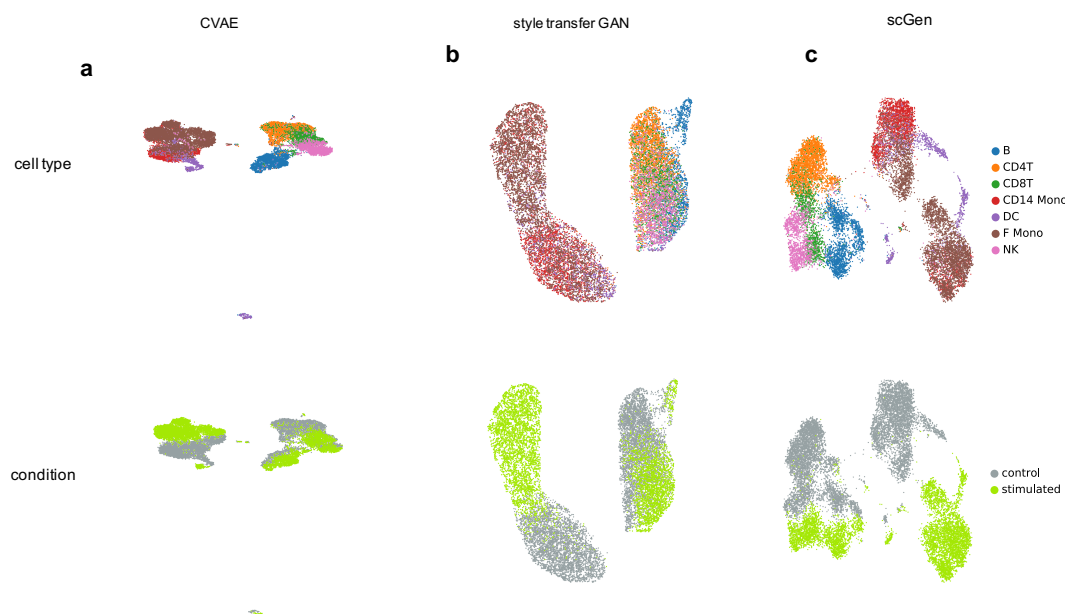 CVAE
style transfer GAN
scGen
a
b
c
cell type
B
CD4T
CD8T
CD14 Mono
DC
F Mono
NK
condition
control
stimulated